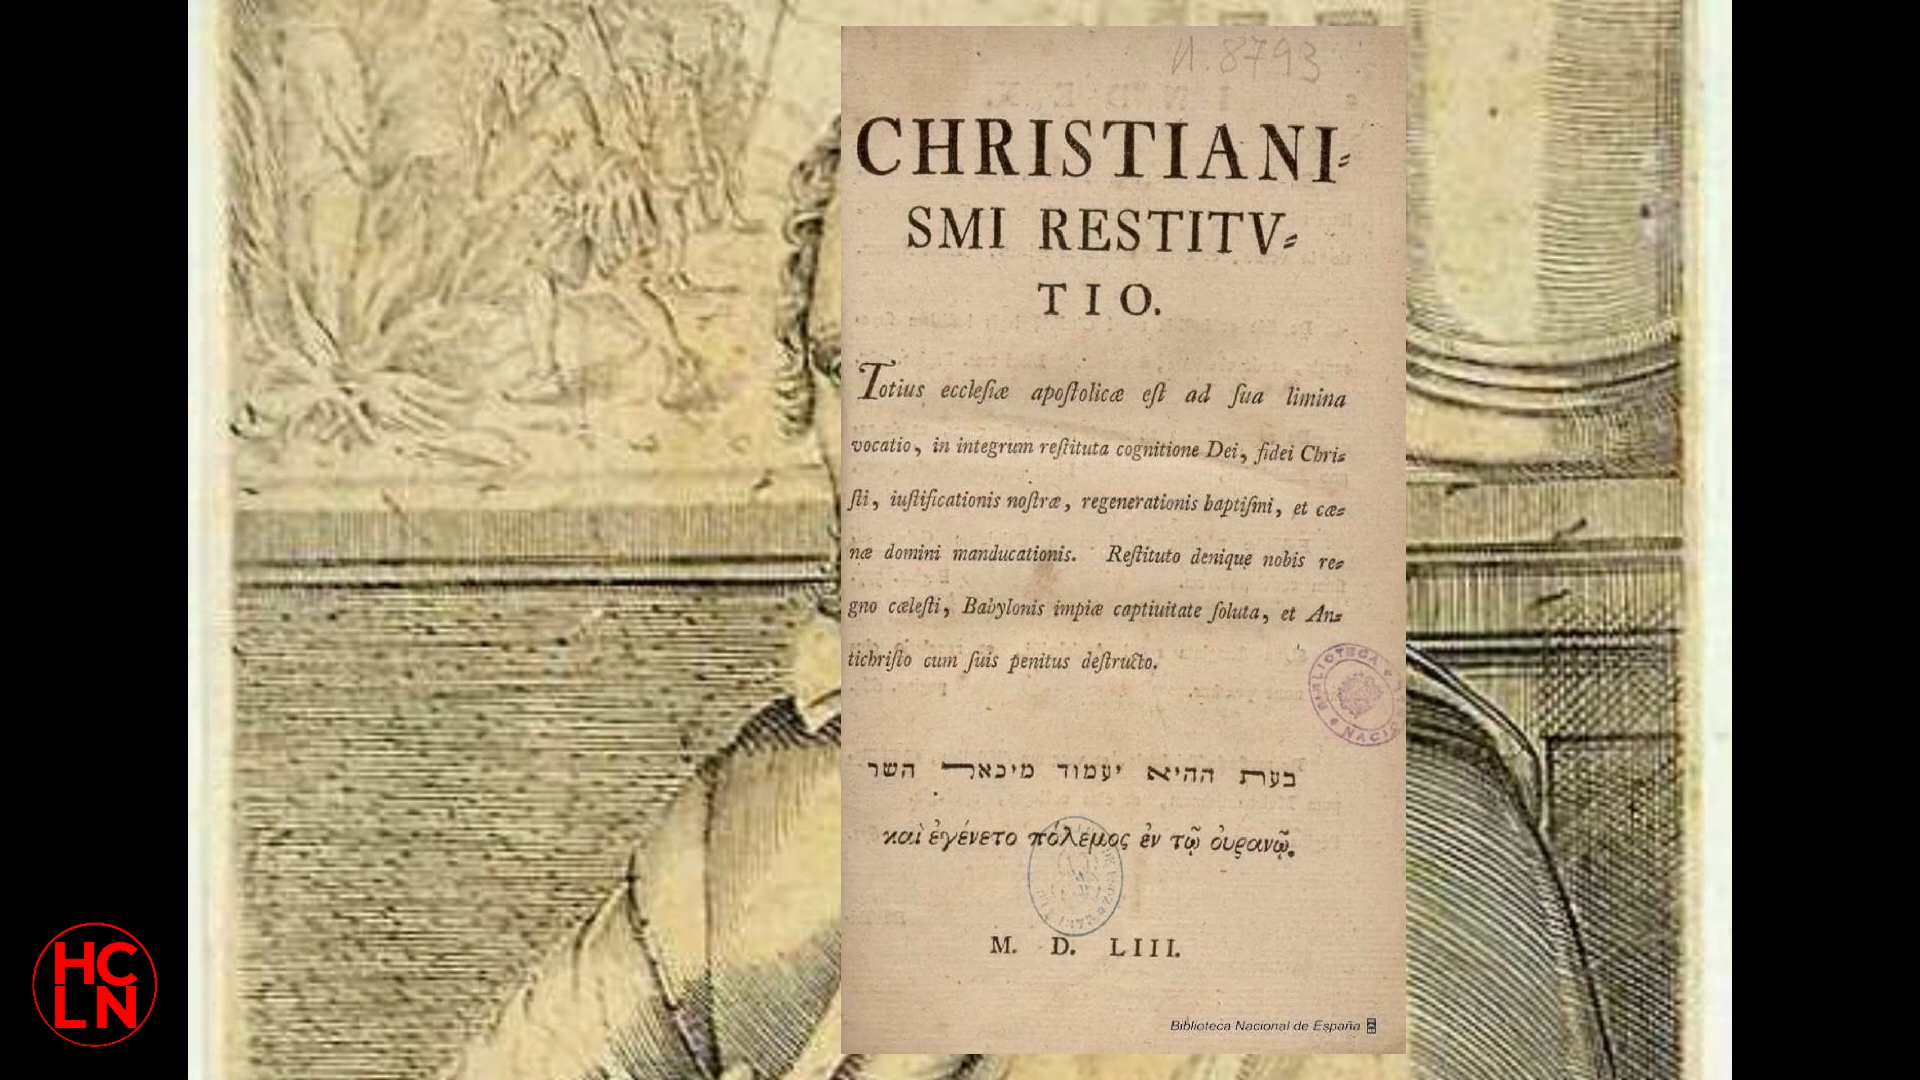 И. 8793
CHRISTIANI⸗
SMI RESTITV⸗
TIO.
Totius eccleſiæ apoſtolicæ eſt ad ſua limina
vocatio, in integrum reſtituta cognitione Dei, fidei Chri⸗
ſti, iuſtificationis noſtræ, regenerationis baptiſmi, et cœ⸗
næ domini manducationis. Reſtituto denique nobis re⸗
gno cæleſti, Babylonis impiæ captiuitate ſoluta, et An⸗
tichriſto cum ſuis penitus deſtructo.
BIBLIOTECA
NACI
בעת ההיא יעמוד מיכאל השר
καὶ ἐγένετο πόλεμος ἐν τῷ οὐρανῷ.
M. D. LIII.
Biblioteca Nacional de España
HC
LN